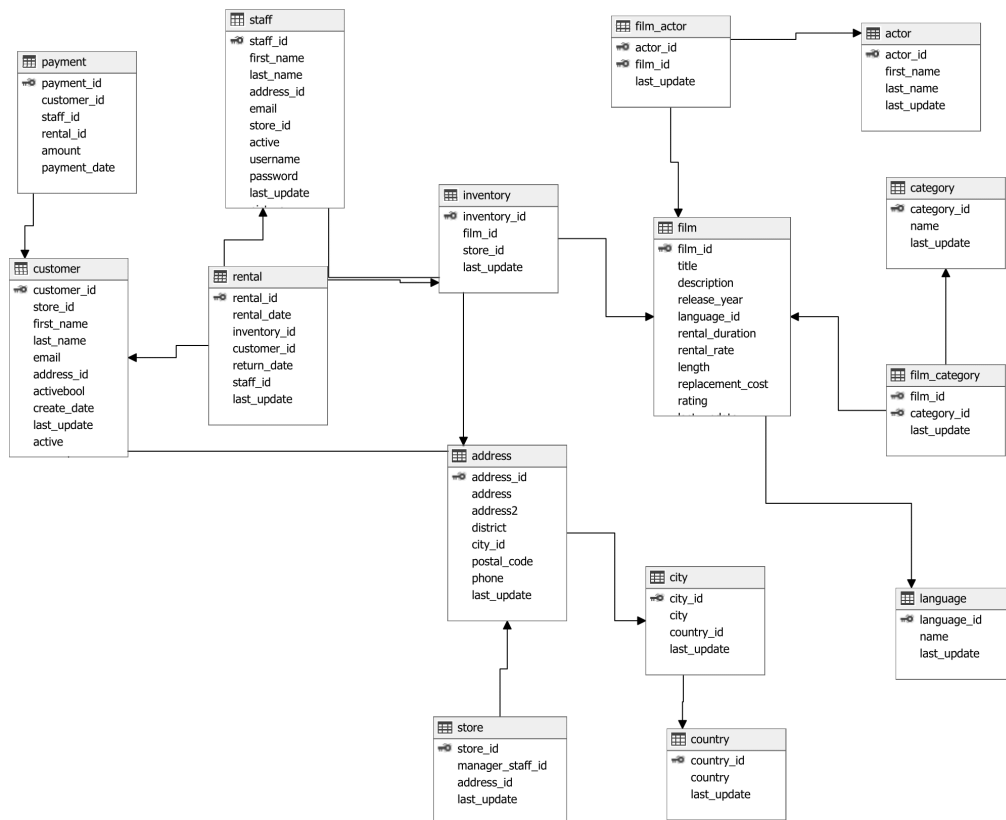 staff
staff_id
first_name
last_name
address_id
email
store_id
active
username
password
last_update
film_actor
actor_id
film_id
last_update
actor
actor_id
first_name
last_name
last_update
payment
payment_id
customer_id
staff_id
rental_id
amount
payment_date
inventory
inventory_id
film_id
store_id
last_update
category
category_id
name
last_update
film
film_id
title
description
release_year
language_id
rental_duration
rental_rate
length
replacement_cost
rating
customer
customer_id
store_id
first_name
last_name
email
address_id
activebool
create_date
last_update
active
rental
rental_id
rental_date
inventory_id
customer_id
return_date
staff_id
last_update
film_category
film_id
category_id
last_update
address
address_id
address
address2
district
city_id
postal_code
phone
last_update
city
city_id
city
country_id
last_update
language
language_id
name
last_update
store
store_id
manager_staff_id
address_id
last_update
country
country_id
country
last_update